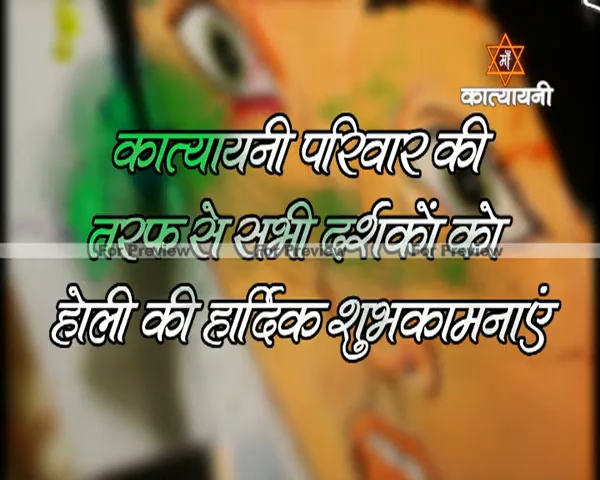 माँ
कात्यायनी
कात्यायनी परिवार की
तरफ से सभी दर्शकों को
For Preview For Preview For Preview
होली की हार्दिक शुभकामनाएं